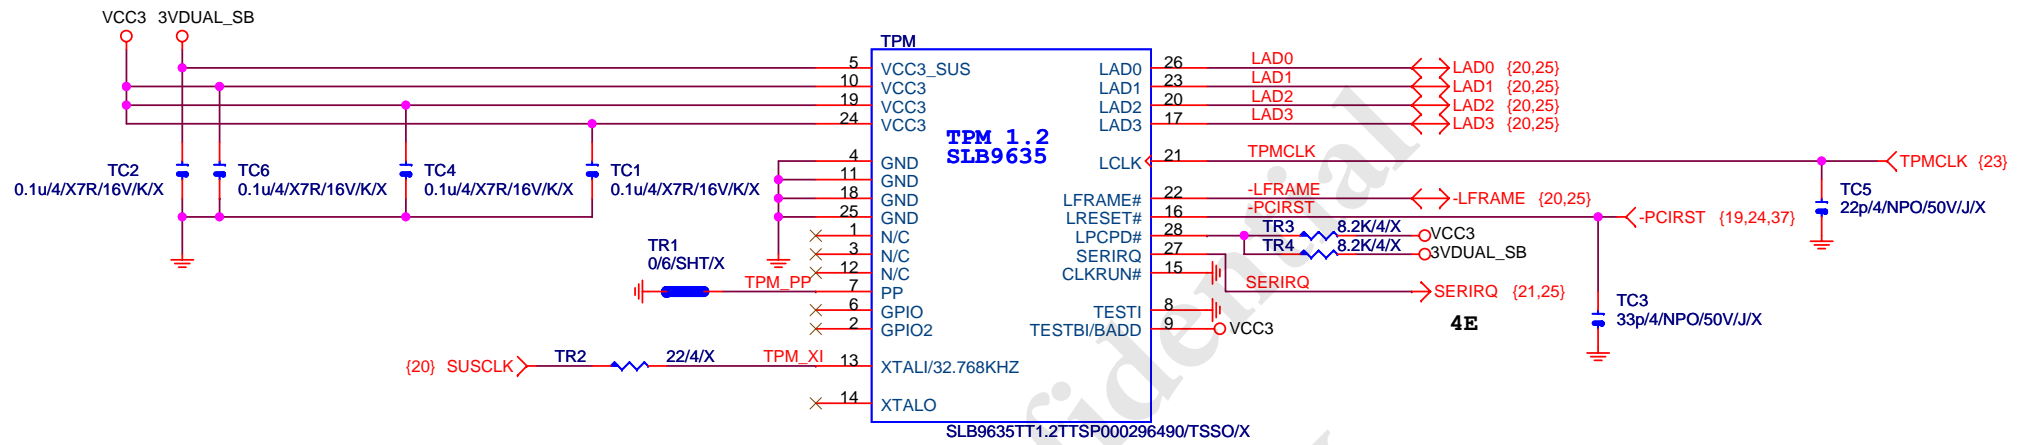 VCC3 3VDUAL_SB
TPM
5 VCC3_SUS
10 VCC3
19 VCC3
24 VCC3
4 GND
11 GND
18 GND
25 GND
1 N/C
3 N/C
12 N/C
7 PP
6 GPIO
2 GPIO2
13 XTALI/32.768KHZ
14 XTALO
TPM 1.2
SLB9635
LAD0 26 LAD0 LAD0 {20,25}
LAD1 23 LAD1 LAD1 {20,25}
LAD2 20 LAD2 LAD2 {20,25}
LAD3 17 LAD3 LAD3 {20,25}
LCLK 21 TPMCLK TPMCLK {23}
LFRAME# 22 -LFRAME -LFRAME {20,25}
LRESET# 16 -PCIRST -PCIRST {19,24,37}
LPCPD# 28 TR3 8.2K/4/X VCC3
SERIRQ 27 TR4 8.2K/4/X 3VDUAL_SB
CLKRUN# 15
SERIRQ SERIRQ {21,25}
TESTI 8
TESTBI/BADD 9 VCC3
4E
TC2
0.1u/4/X7R/16V/K/X
TC6
0.1u/4/X7R/16V/K/X
TC4
0.1u/4/X7R/16V/K/X
TC1
0.1u/4/X7R/16V/K/X
TR1
0/6/SHT/X
TPM_PP
{20} SUSCLK TR2 22/4/X TPM_XI
TC5
22p/4/NPO/50V/J/X
TC3
33p/4/NPO/50V/J/X
SLB9635TT1.2TTSP000296490/TSSO/X
fidential